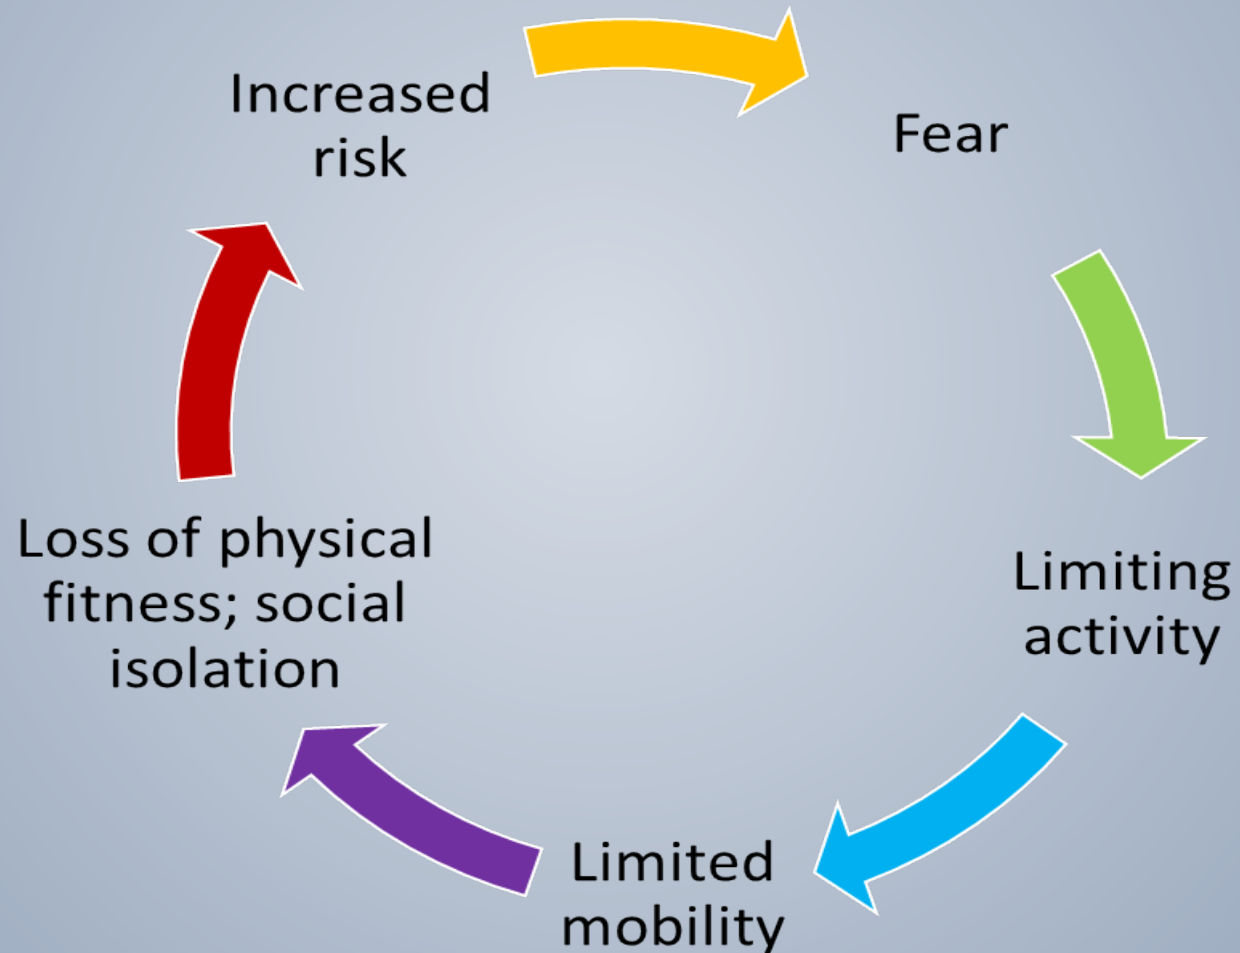 Increased
risk
Fear
Limiting
activity
Limited
mobility
Loss of physical
fitness; social
isolation